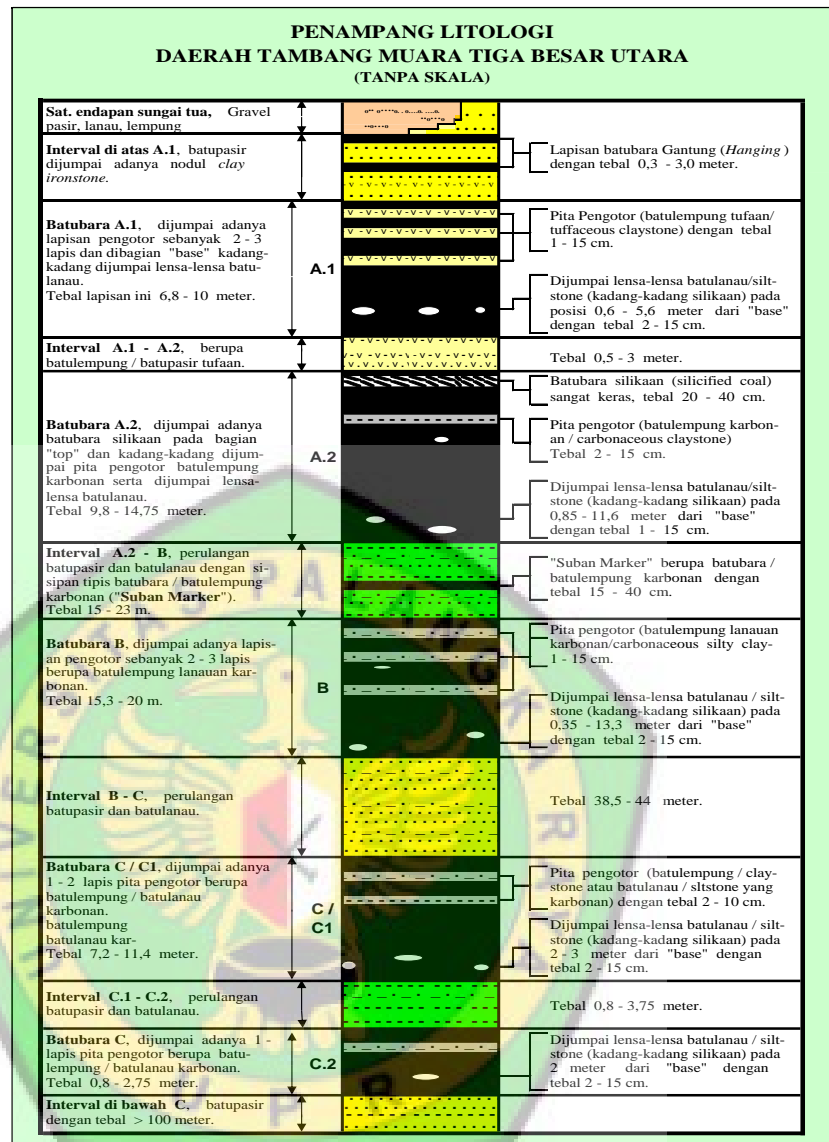 PENAMPANG LITOLOGI
DAERAH TAMBANG MUARA TIGA BESAR UTARA
(TANPA SKALA)
Sat. endapan sungai tua, Gravel
pasir, lanau, lempung
Interval di atas A.1, batupasir
dijumpai adanya nodul clay
ironstone.
Lapisan batubara Gantung (Hanging )
dengan tebal 0,3 - 3,0 meter.
Batubara A.1, dijumpai adanya
lapisan pengotor sebanyak 2 - 3
lapis dan dibagian "base" kadang-
kadang dijumpai lensa-lensa batu-
lanau.
Tebal lapisan ini 6,8 - 10 meter.
A.1
Pita Pengotor (batulempung tufaan/
tuffaceous claystone) dengan tebal
1 - 15 cm.
Dijumpai lensa-lensa batulanau/silt-
stone (kadang-kadang silikaan) pada
posisi 0,6 - 5,6 meter dari "base"
dengan tebal 2 - 15 cm.
Interval A.1 - A.2, berupa
batulempung / batupasir tufaan.
Tebal 0,5 - 3 meter.
Batubara A.2, dijumpai adanya
batubara silikaan pada bagian
"top" dan kadang-kadang dijum-
pai pita pengotor batulempung
karbonan serta dijumpai lensa-
lensa batulanau.
Tebal 9,8 - 14,75 meter.
A.2
Batubara silikaan (silicified coal)
sangat keras, tebal 20 - 40 cm.
Pita pengotor (batulempung karbon-
an / carbonaceous claystone)
Tebal 2 - 15 cm.
Dijumpai lensa-lensa batulanau/silt-
stone (kadang-kadang silikaan) pada
0,85 - 11,6 meter dari "base"
dengan tebal 1 - 15 cm.
Interval A.2 - B, perulangan
batupasir dan batulanau dengan si-
sipan tipis batubara / batulempung
karbonan ("Suban Marker").
Tebal 15 - 23 m.
"Suban Marker" berupa batubara /
batulempung karbonan dengan
tebal 15 - 40 cm.
Batubara B, dijumpai adanya lapis-
an pengotor sebanyak 2 - 3 lapis
berupa batulempung lanauan kar-
bonan.
Tebal 15,3 - 20 m.
B
Pita pengotor (batulempung lanauan
karbonan/carbonaceous silty clay-
1 - 15 cm.
Dijumpai lensa-lensa batulanau / silt-
stone (kadang-kadang silikaan) pada
0,35 - 13,3 meter dari "base"
dengan tebal 2 - 15 cm.
Interval B - C, perulangan
batupasir dan batulanau.
Tebal 38,5 - 44 meter.
Batubara C / C1, dijumpai adanya
1 - 2 lapis pita pengotor berupa
batulempung / batulanau
karbonan.
batulempung
batulanau kar-
Tebal 7,2 - 11,4 meter.
C /
C1
Pita pengotor (batulempung / clay-
stone atau batulanau / sltstone yang
karbonan) dengan tebal 2 - 10 cm.
Dijumpai lensa-lensa batulanau / silt-
stone (kadang-kadang silikaan) pada
2 - 3 meter dari "base" dengan
tebal 2 - 15 cm.
Interval C.1 - C.2, perulangan
batupasir dan batulanau.
Tebal 0,8 - 3,75 meter.
Batubara C, dijumpai adanya 1 -
lapis pita pengotor berupa batu-
lempung / batulanau karbonan.
Tebal 0,8 - 2,75 meter.
C.2
Dijumpai lensa-lensa batulanau / silt-
stone (kadang-kadang silikaan) pada
2 meter dari "base" dengan
tebal 2 - 15 cm.
Interval di bawah C, batupasir
dengan tebal > 100 meter.
UNIVERSITAS PALANGKA RAYA
U P R